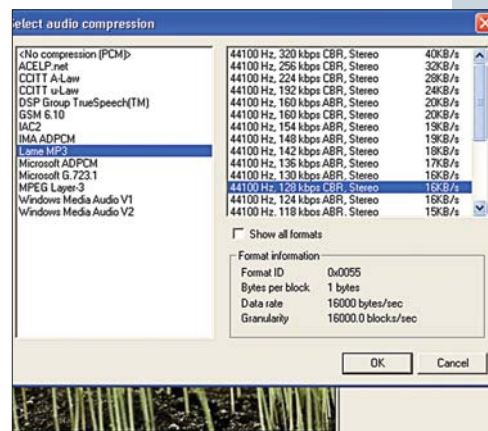 Select audio compression
<No compression (PCM)>
ACELP.net
CCITT A-Law
CCITT u-Law
DSP Group TrueSpeech(TM)
GSM 6.10
IAC2
IMA ADPCM
Lame MP3
Microsoft ADPCM
Microsoft G.723.1
MPEG Layer-3
Windows Media Audio V1
Windows Media Audio V2
44100 Hz, 320 kbps CBR, Stereo 40KB/s
44100 Hz, 256 kbps CBR, Stereo 32KB/s
44100 Hz, 224 kbps CBR, Stereo 28KB/s
44100 Hz, 192 kbps CBR, Stereo 24KB/s
44100 Hz, 160 kbps ABR, Stereo 20KB/s
44100 Hz, 160 kbps CBR, Stereo 20KB/s
44100 Hz, 154 kbps ABR, Stereo 19KB/s
44100 Hz, 148 kbps ABR, Stereo 19KB/s
44100 Hz, 142 kbps ABR, Stereo 18KB/s
44100 Hz, 136 kbps ABR, Stereo 17KB/s
44100 Hz, 130 kbps ABR, Stereo 16KB/s
44100 Hz, 128 kbps CBR, Stereo 16KB/s
44100 Hz, 124 kbps ABR, Stereo 16KB/s
44100 Hz, 118 kbps ABR, Stereo 15KB/s
Show all formats
Format information
Format ID 0x0055
Bytes per block 1 bytes
Data rate 16000 bytes/sec
Granularity 16000.0 blocks/sec
OK Cancel